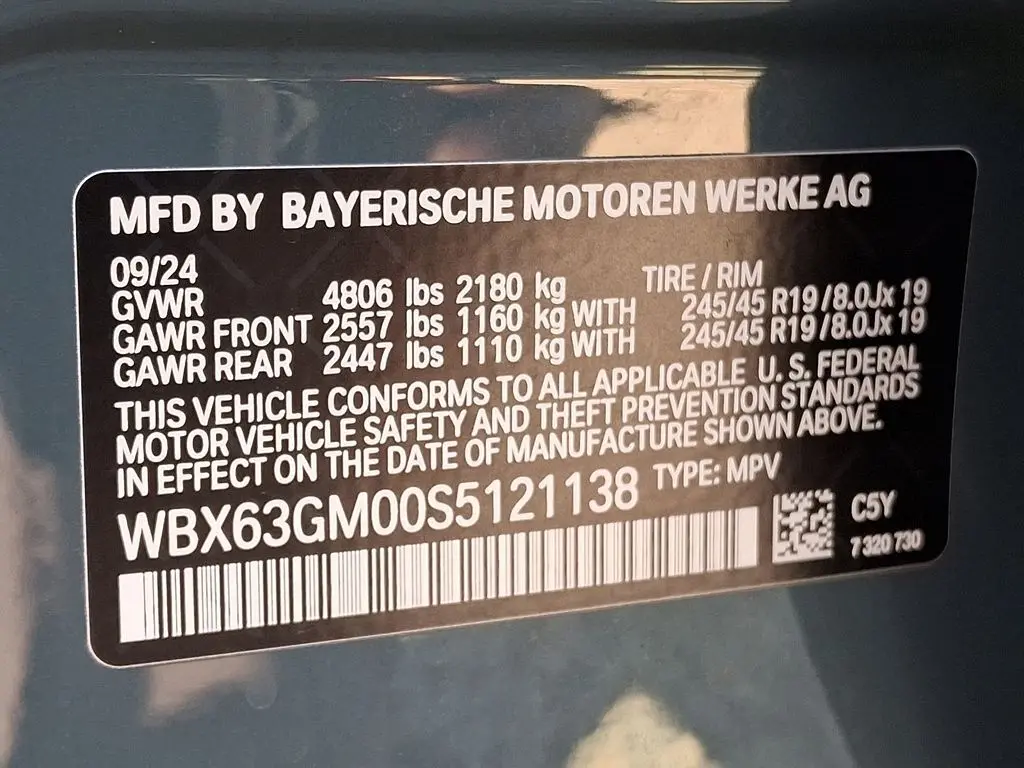 MFD BY BAYERISCHE MOTOREN WERKE AG
09/24 TIRE / RIM
GVWR 4806 lbs 2180 kg
GAWR FRONT 2557 lbs 1160 kg WITH 245/45 R19 /8.0Jx 19
GAWR REAR 2447 lbs 1110 kg WITH 245/45 R19 /8.0Jx 19
THIS VEHICLE CONFORMS TO ALL APPLICABLE U. S. FEDERAL
MOTOR VEHICLE SAFETY AND THEFT PREVENTION STANDARDS
IN EFFECT ON THE DATE OF MANUFACTURE SHOWN ABOVE.
WBX63GM00S5121138 TYPE: MPV
C5Y
7 320 730